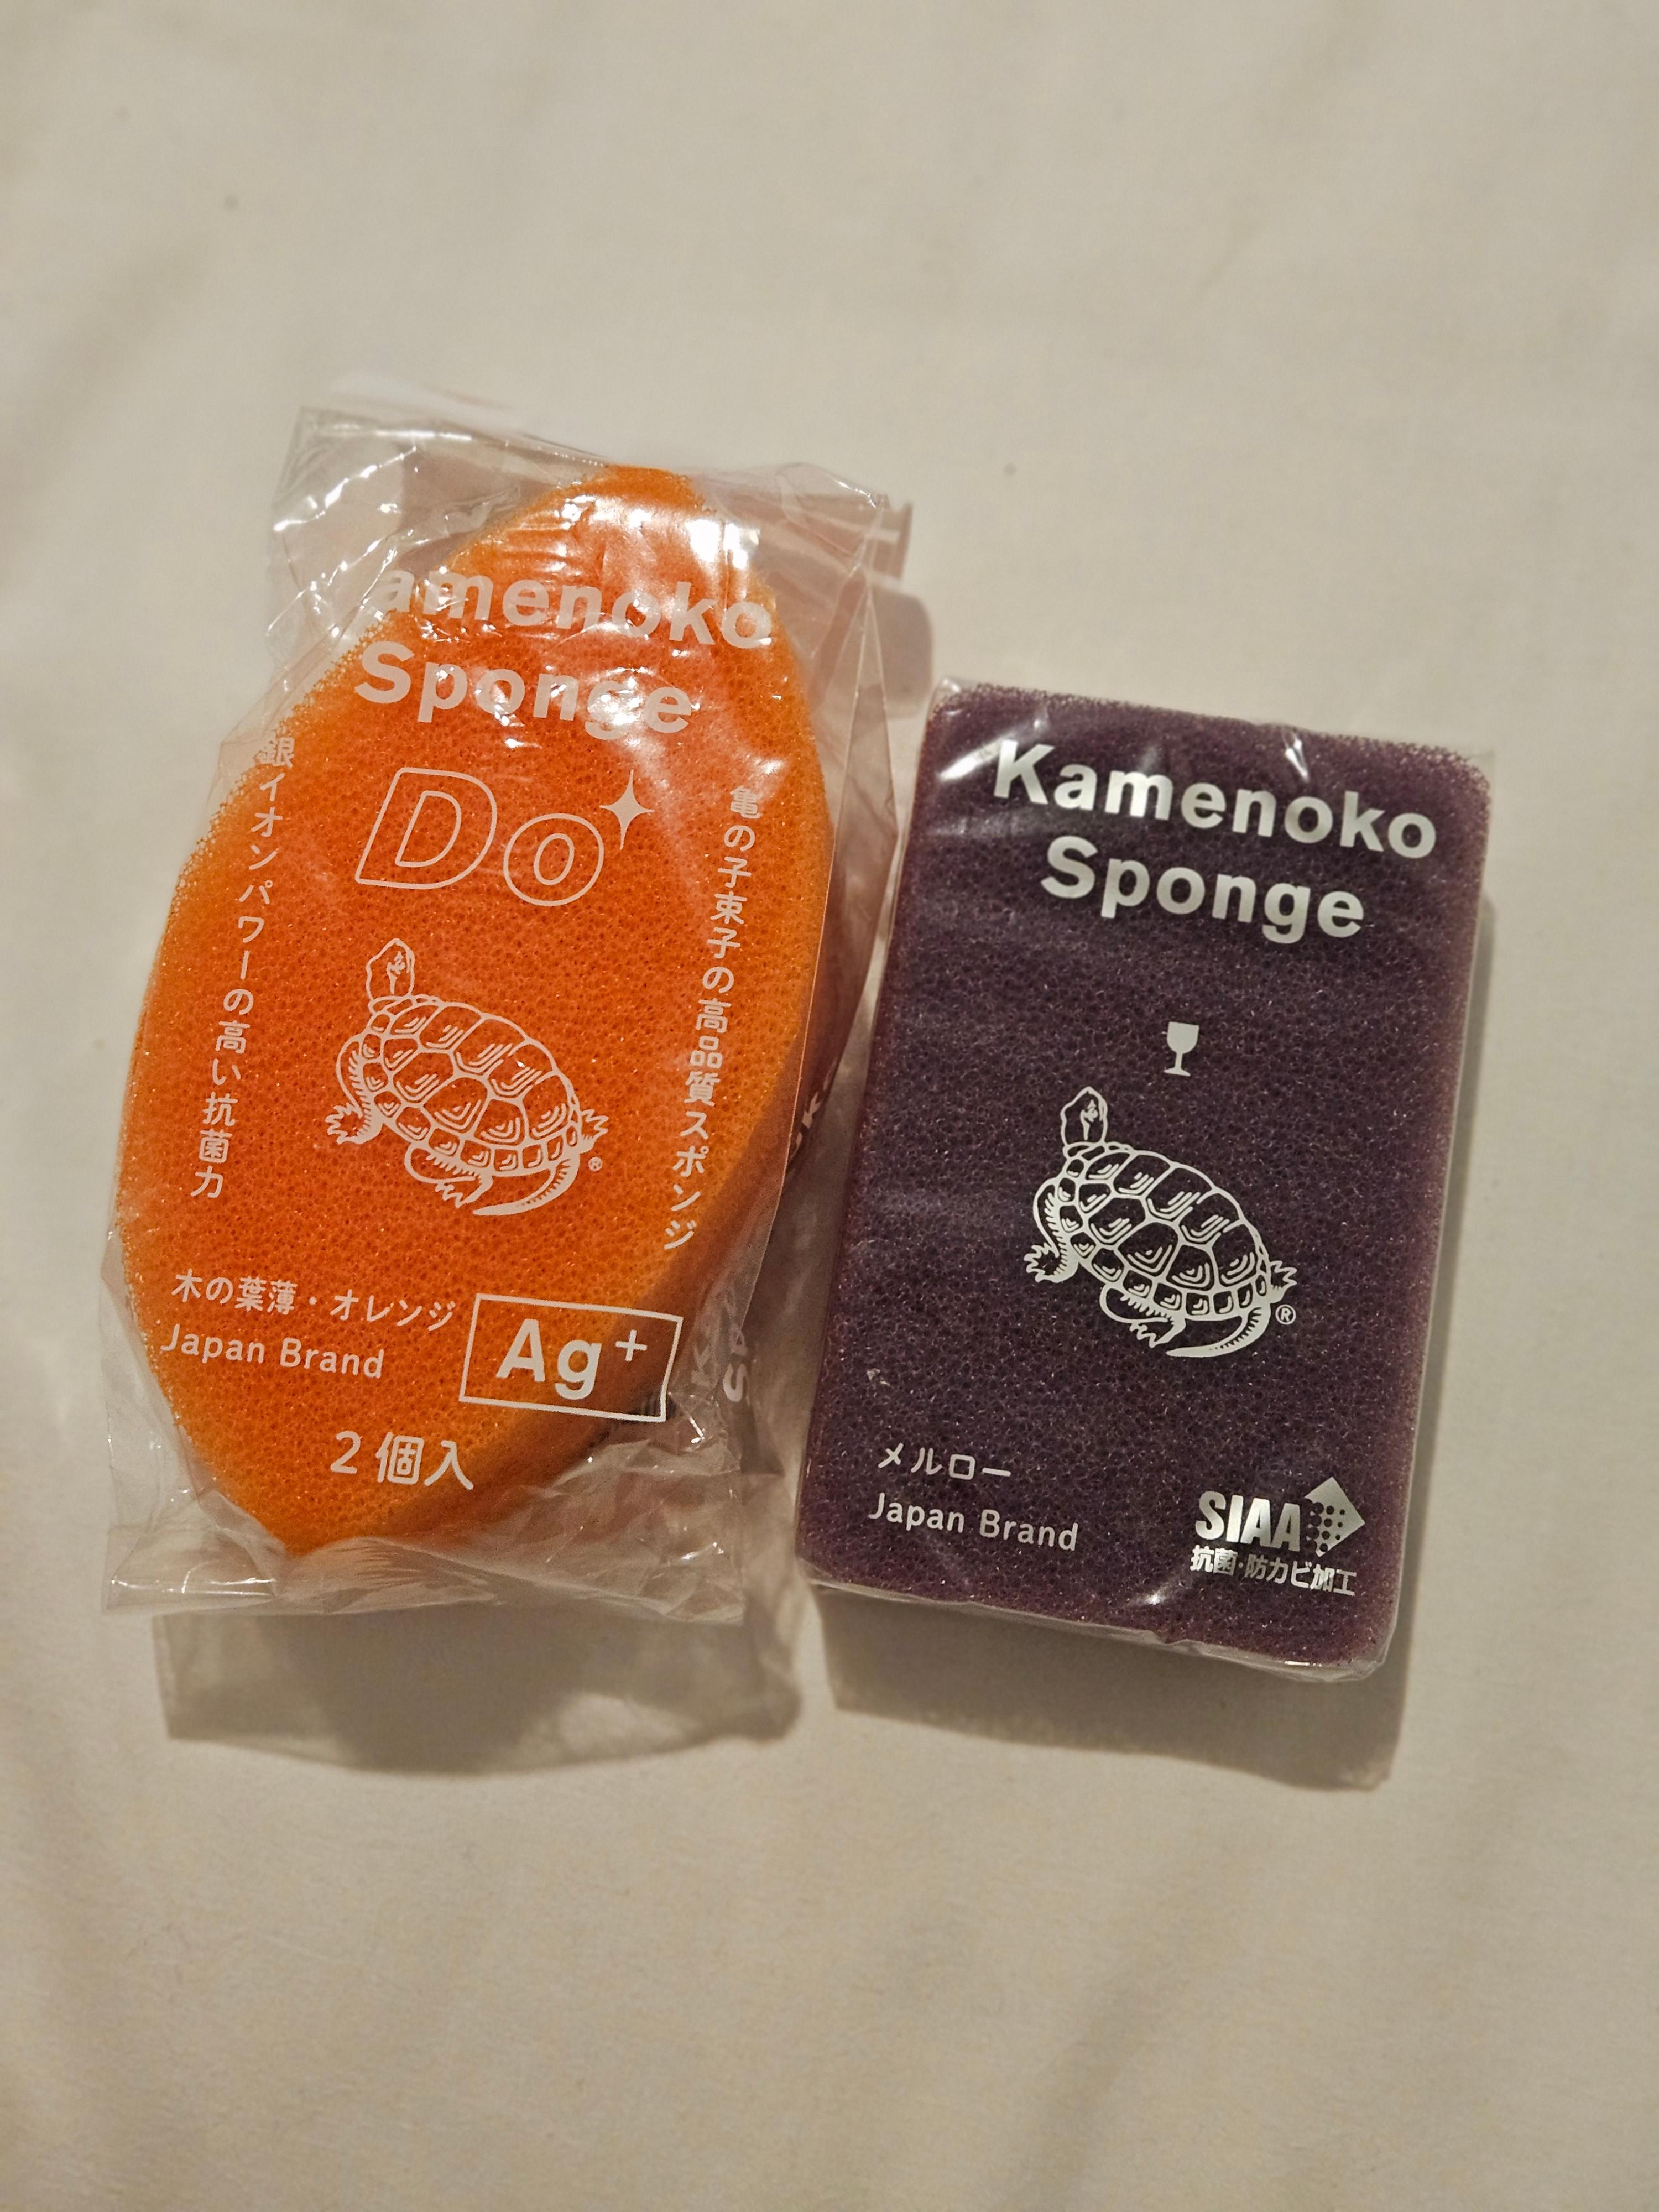 Kamenoko
Sponge
Do
亀の子束子の高品質スポンジ
銀イオンパワーの高い抗菌力
木の葉薄・オレンジ
Japan Brand
Ag+
2個入
®
Kamenoko
Sponge
®
メルロー
Japan Brand
SIAA
抗菌・防カビ加工